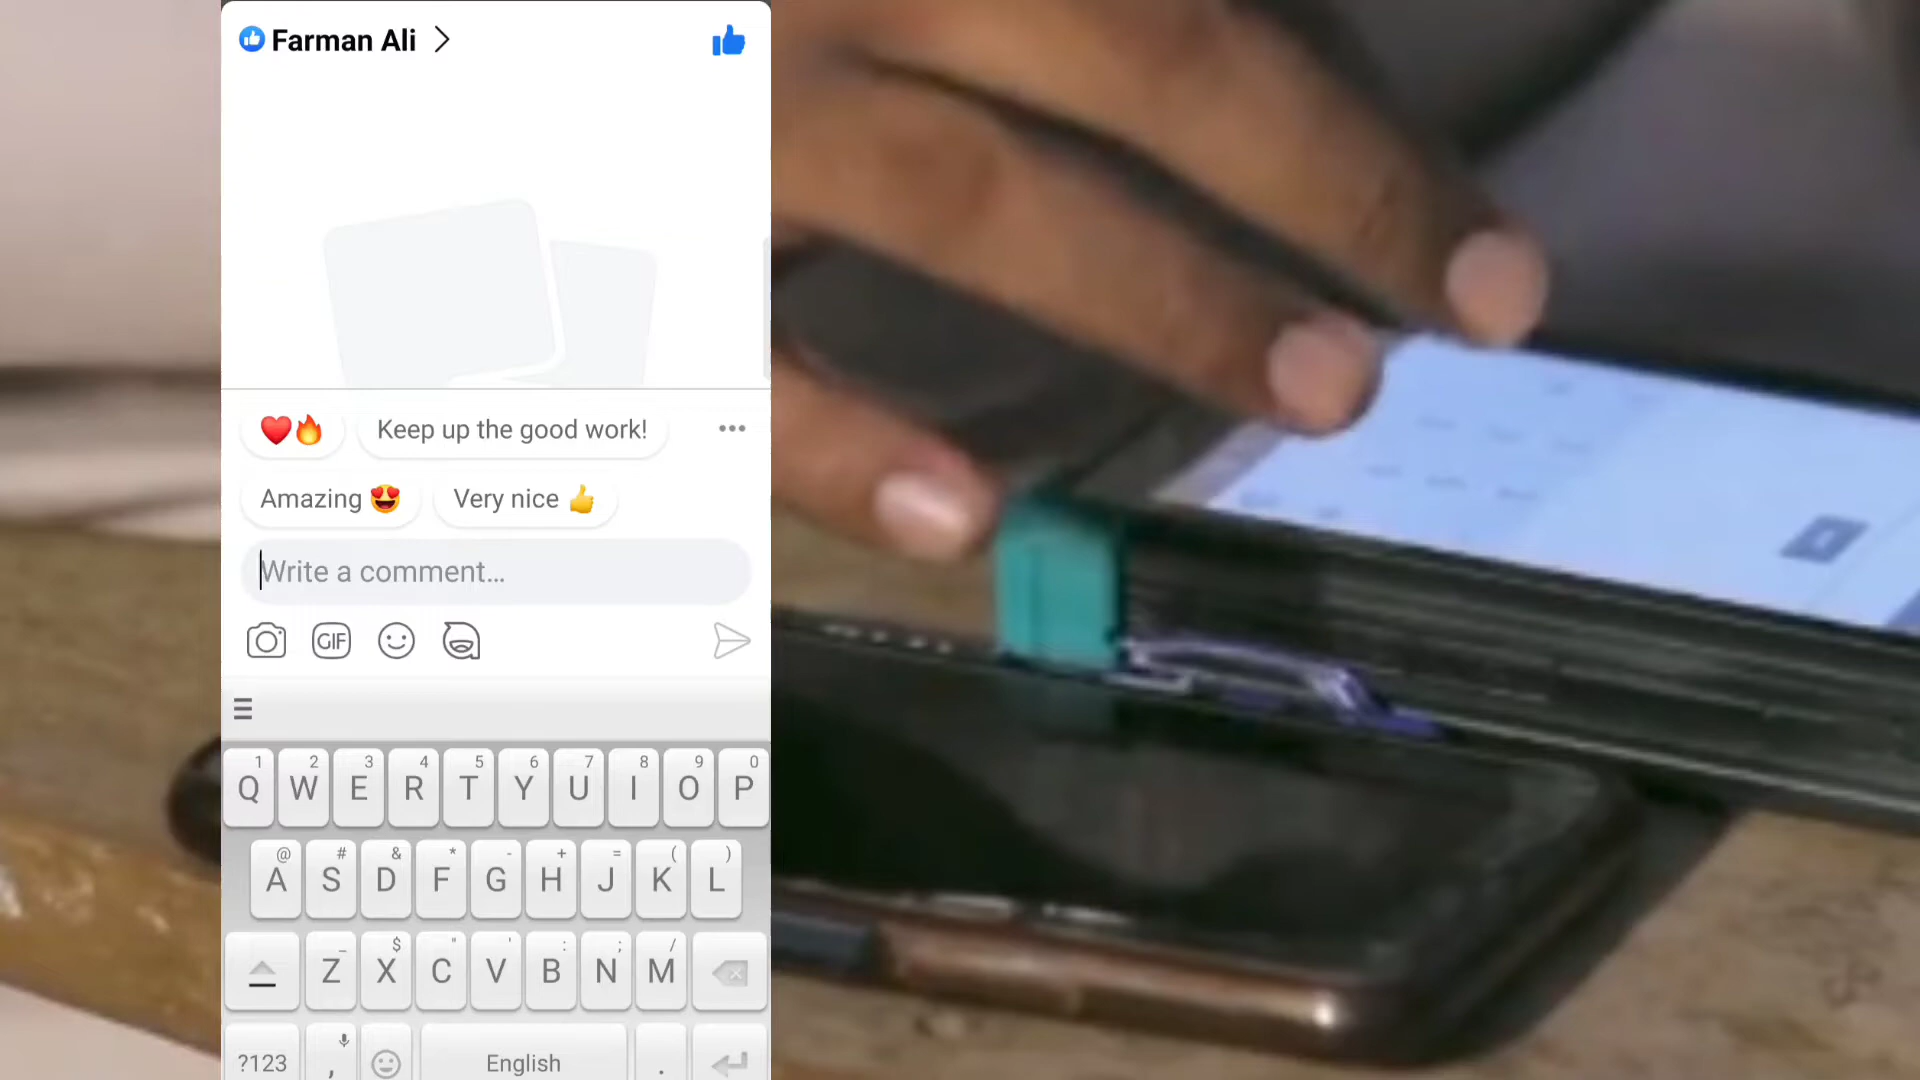 Farman Ali
❤️🔥 Keep up the good work!
Amazing 😍 Very nice 👍
Write a comment...
GIF
1 2 3 4 5 6 7 8 9 0
Q W E R T Y U I O P
@ # & * - + = ( )
A S D F G H J K L
_ $ " ' : ; /
Z X C V B N M
?123 , English .